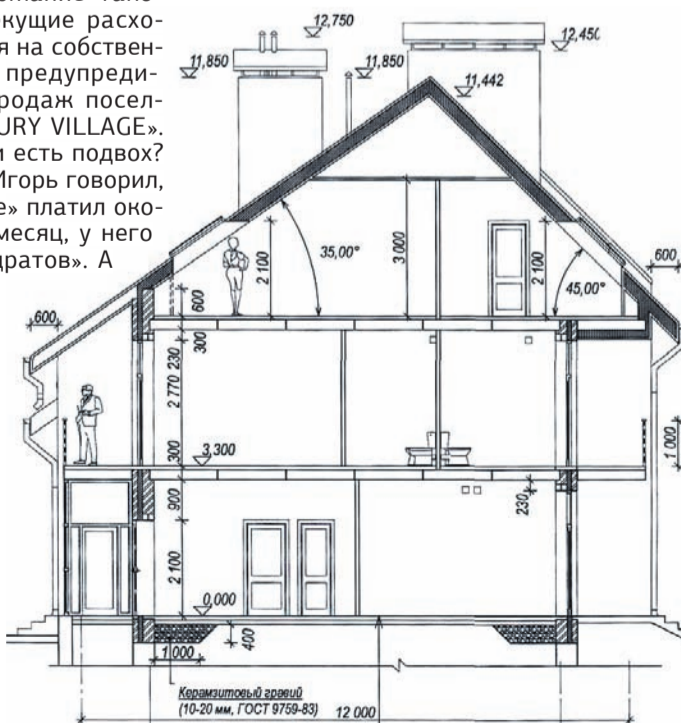 екущие расхо-
я на собствен-
предупреди-
родаж посел-
URY VILLAGE».
и есть подвох?
Игорь говорил,
е» платил око-
месяц, у него
дратов». А
12,750
12,450
11,850
11,850
11,442
35,00°
45,00°
2 100
3 000
2 100
600
600
600
300
230
2 770
300
3,300
1 000
900
230
2 100
0,000
400
1 000
Керамзитовый гравий
(10-20 мм, ГОСТ 9759-83)
12 000